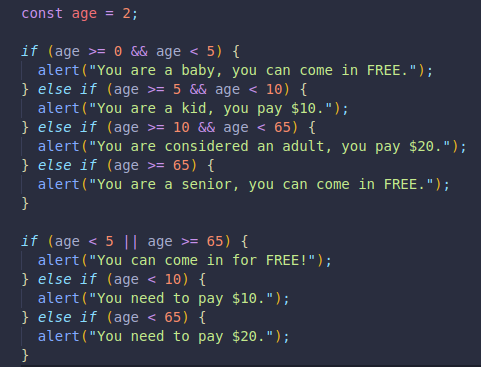 const age = 2;
if (age >= 0 && age < 5) {
alert("You are a baby, you can come in FREE.");
} else if (age >= 5 && age < 10) {
alert("You are a kid, you pay $10.");
} else if (age >= 10 && age < 65) {
alert("You are considered an adult, you pay $20.");
} else if (age >= 65) {
alert("You are a senior, you can come in FREE.");
}
if (age < 5 || age >= 65) {
alert("You can come in for FREE!");
} else if (age < 10) {
alert("You need to pay $10.");
} else if (age < 65) {
alert("You need to pay $20.");
}